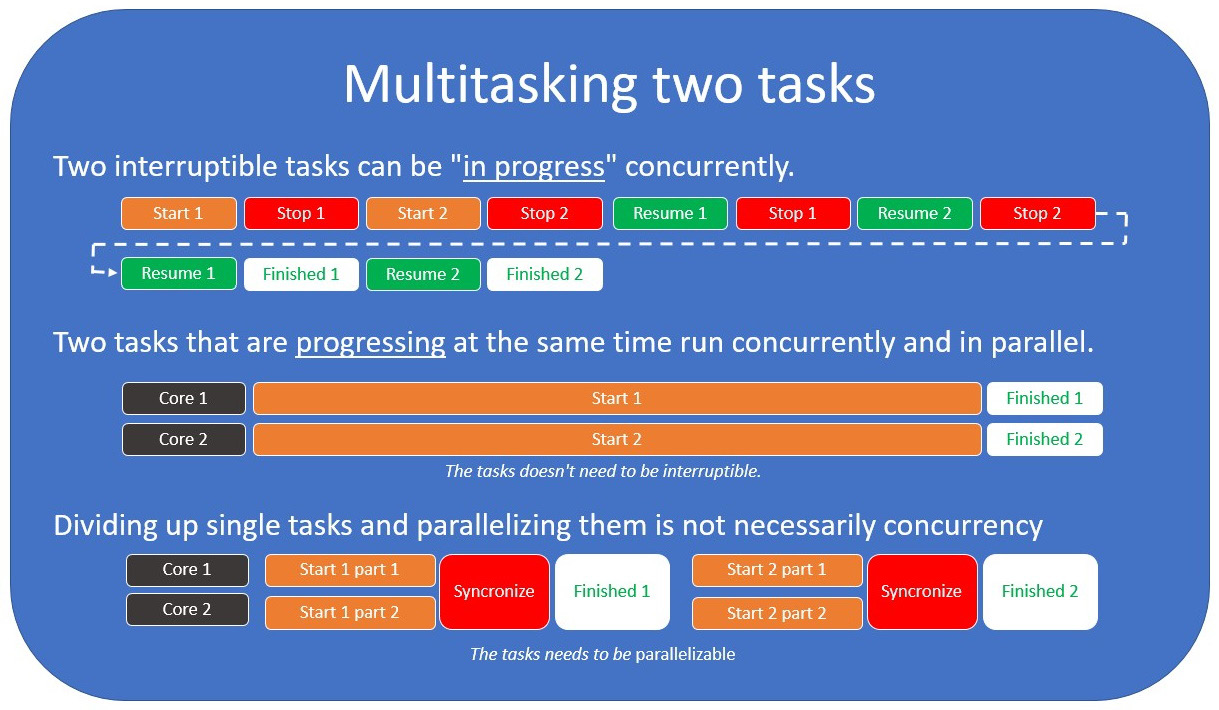 Multitasking two tasks
Two interruptible tasks can be "in progress" concurrently.
Start 1 Stop 1 Start 2 Stop 2 Resume 1 Stop 1 Resume 2 Stop 2
Resume 1 Finished 1 Resume 2 Finished 2
Two tasks that are progressing at the same time run concurrently and in parallel.
Core 1 Start 1 Finished 1
Core 2 Start 2 Finished 2
The tasks doesn't need to be interruptible.
Dividing up single tasks and parallelizing them is not necessarily concurrency
Core 1 Start 1 part 1 Start 2 part 1
Syncronize Finished 1 Syncronize Finished 2
Core 2 Start 1 part 2 Start 2 part 2
The tasks needs to be parallelizable